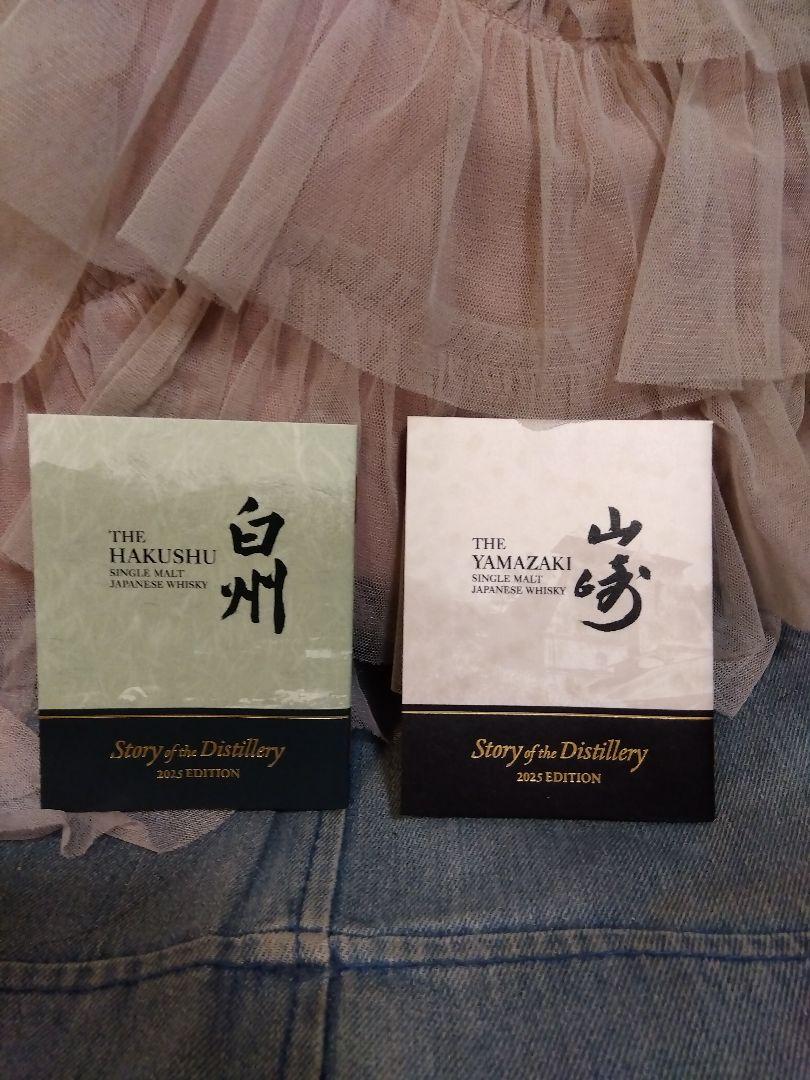 THE
HAKUSHU
SINGLE MALT
JAPANESE WHISKY
白州
Story of the Distillery
2025 EDITION
THE
YAMAZAKI
SINGLE MALT
JAPANESE WHISKY
山崎
Story of the Distillery
2025 EDITION